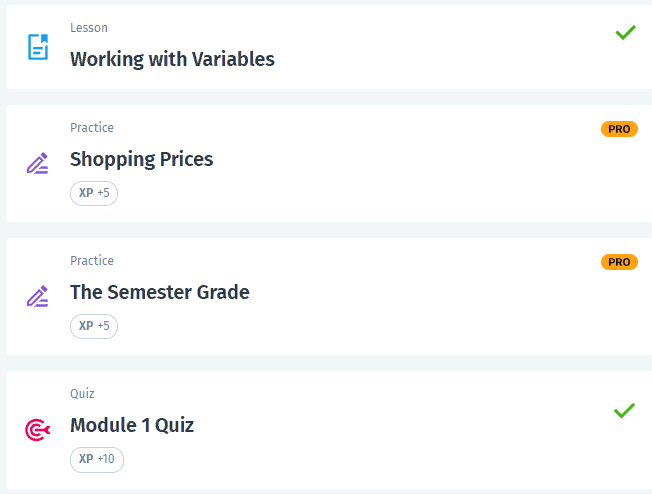 Lesson
Working with Variables
Practice
PRO
Shopping Prices
XP +5
Practice
PRO
The Semester Grade
XP +5
Quiz
Module 1 Quiz
XP +10